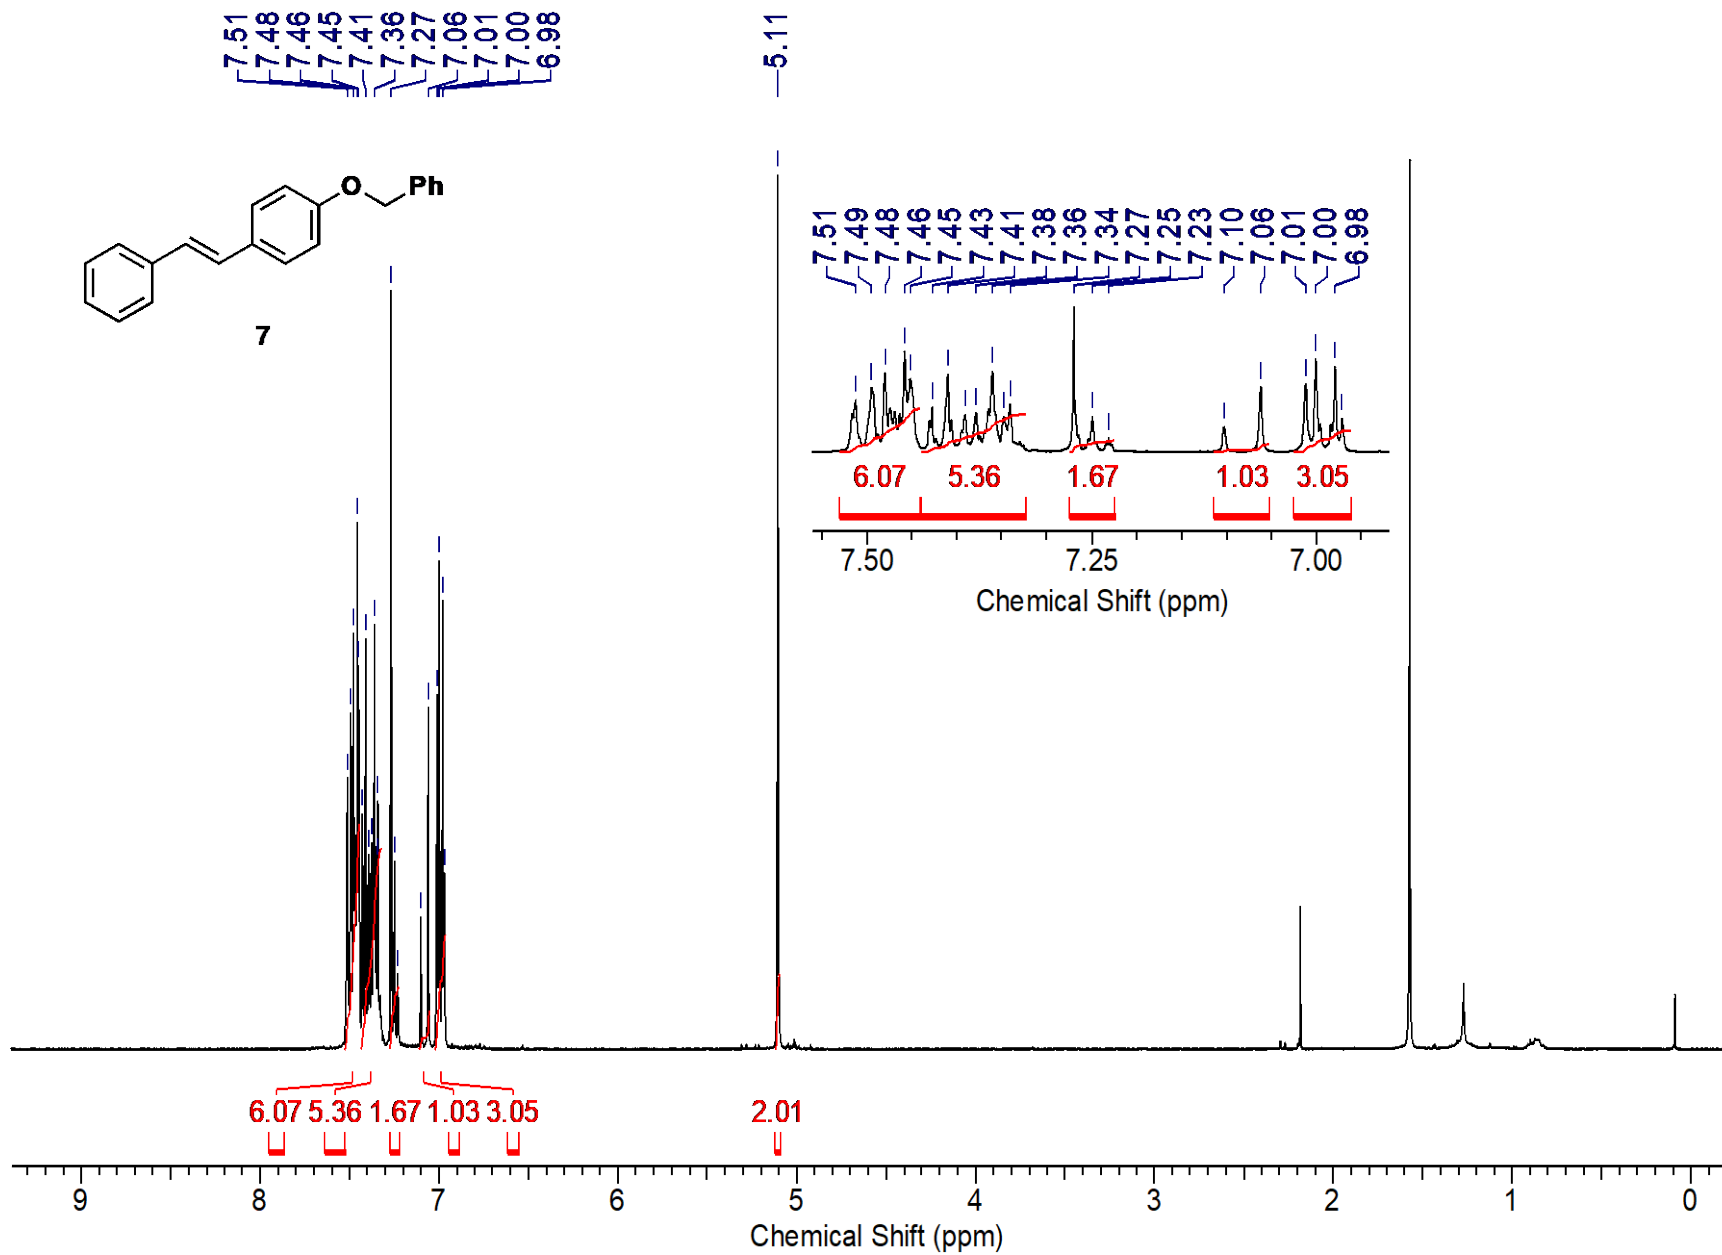 7.51 7.48 7.46 7.45 7.41 7.36 7.27 7.06 7.01 7.00 6.98
5.11
O Ph
7
7.51 7.49 7.48 7.46 7.45 7.43 7.41 7.38 7.36 7.34 7.27 7.25 7.23 7.10 7.06 7.01 7.00 6.98
6.07 5.36 1.67 1.03 3.05
7.50 7.25 7.00
Chemical Shift (ppm)
6.07 5.36 1.67 1.03 3.05 2.01
9 8 7 6 5 4 3 2 1 0
Chemical Shift (ppm)